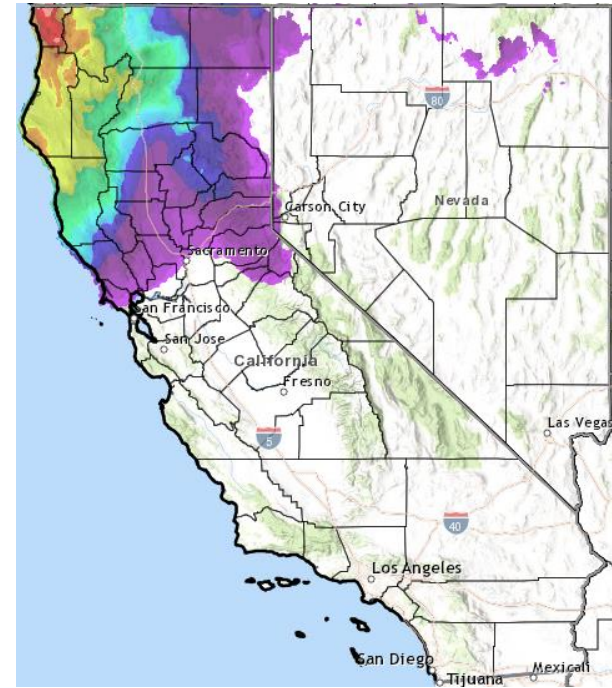 80
Carson City
Nevada
Sacramento
San Francisco
San Jose
California
Fresno
5
Las Vegas
40
Los Angeles
San Diego
Mexicali
Tijuana